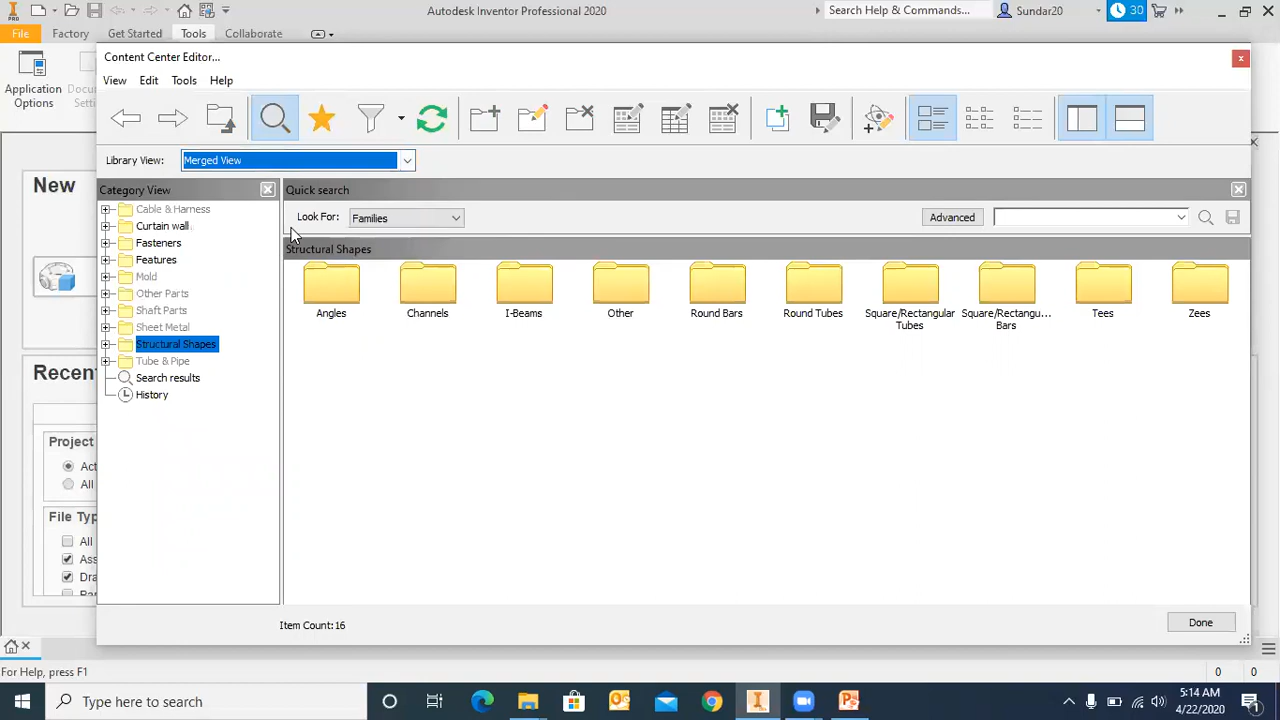 Autodesk Inventor Professional 2020
Search Help & Commands...
Sundar20
30
PRO
File
Factory
Get Started
Tools
Collaborate
Application
Options
Content Center Editor...
View
Edit
Tools
Help
Library View:
Merged View
New
Category View
Quick search
Cable & Harness
Look For:
Families
Advanced
Curtain wall
Fasteners
Structural Shapes
Features
Mold
Other Parts
Shaft Parts
Sheet Metal
Structural Shapes
Tube & Pipe
Search results
History
Angles
Channels
I-Beams
Other
Round Bars
Round Tubes
Square/Rectangular
Tubes
Square/Rectangu...
Bars
Tees
Zees
Project
All
All
Item Count:16
Done
For Help, press F1
0
0
Type here to search
5:14 AM
4/22/2020
1